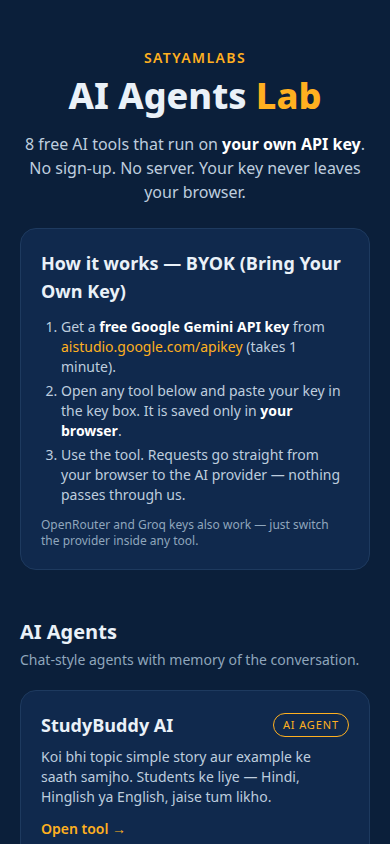 SATYAMLABS
AI Agents Lab
8 free AI tools that run on your own API key.
No sign-up. No server. Your key never leaves
your browser.
How it works — BYOK (Bring Your
Own Key)
1. Get a free Google Gemini API key from
aistudio.google.com/apikey (takes 1
minute).
2. Open any tool below and paste your key in
the key box. It is saved only in your
browser.
3. Use the tool. Requests go straight from
your browser to the AI provider — nothing
passes through us.
OpenRouter and Groq keys also work — just switch
the provider inside any tool.
AI Agents
Chat-style agents with memory of the conversation.
StudyBuddy AI
AI AGENT
Koi bhi topic simple story aur example ke
saath samjho. Students ke liye — Hindi,
Hinglish ya English, jaise tum likho.
Open tool →